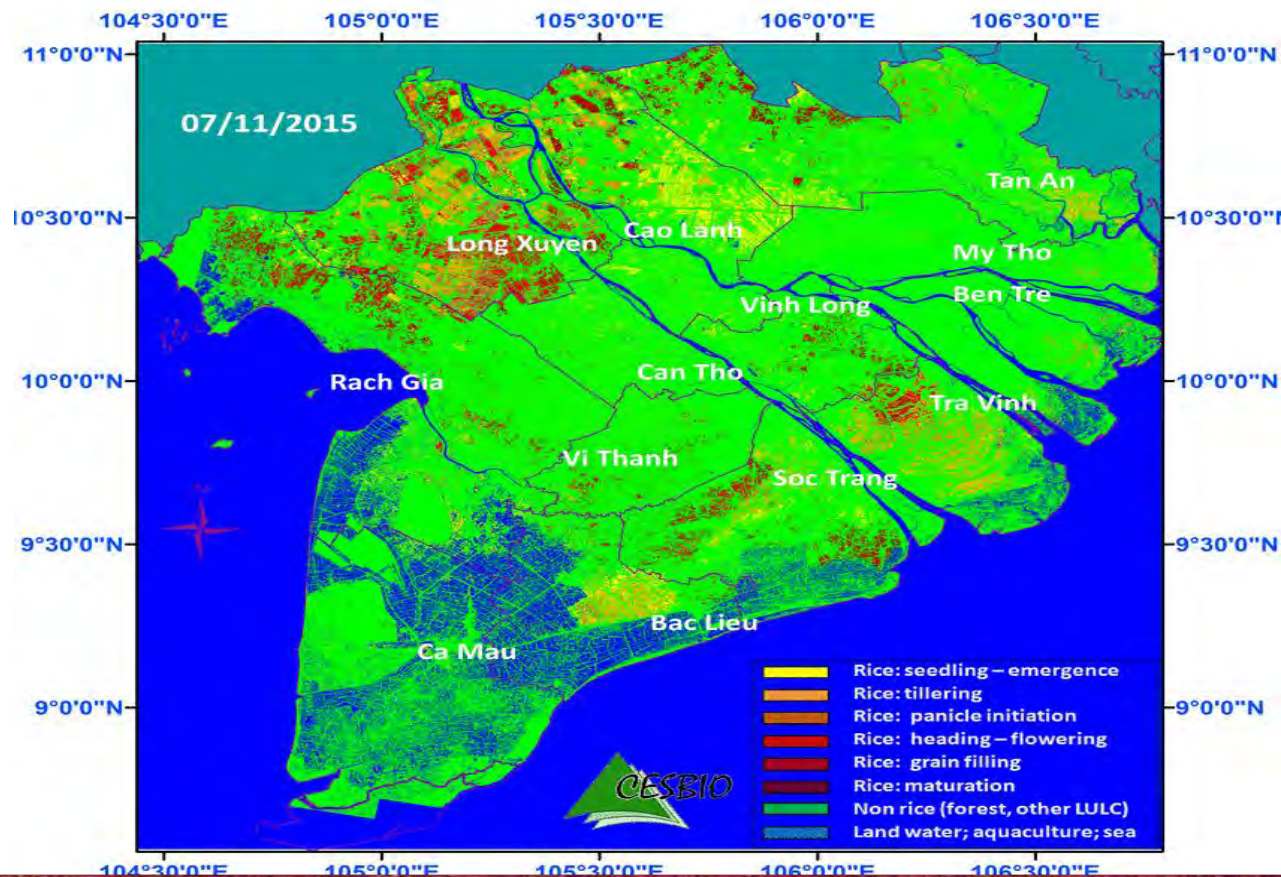 104°30'0"E 105°0'0"E 105°30'0"E 106°0'0"E 106°30'0"E
11°0'0"N 11°0'0"N
07/11/2015
Tan An
10°30'0"N 10°30'0"N
Cao Lanh
Long Xuyen
My Tho
Ben Tre
Vinh Long
10°0'0"N 10°0'0"N
Rach Gia
Can Tho
Tra Vinh
Vi Thanh
Soc Trang
9°30'0"N 9°30'0"N
Bac Lieu
Ca Mau
9°0'0"N 9°0'0"N
Rice: seedling – emergence
Rice: tillering
Rice: panicle initiation
Rice: heading – flowering
Rice: grain filling
Rice: maturation
Non rice (forest, other LULC)
Land water; aquaculture; sea
CESBIO
104°30'0"E 105°0'0"E 105°30'0"E 106°0'0"E 106°30'0"E